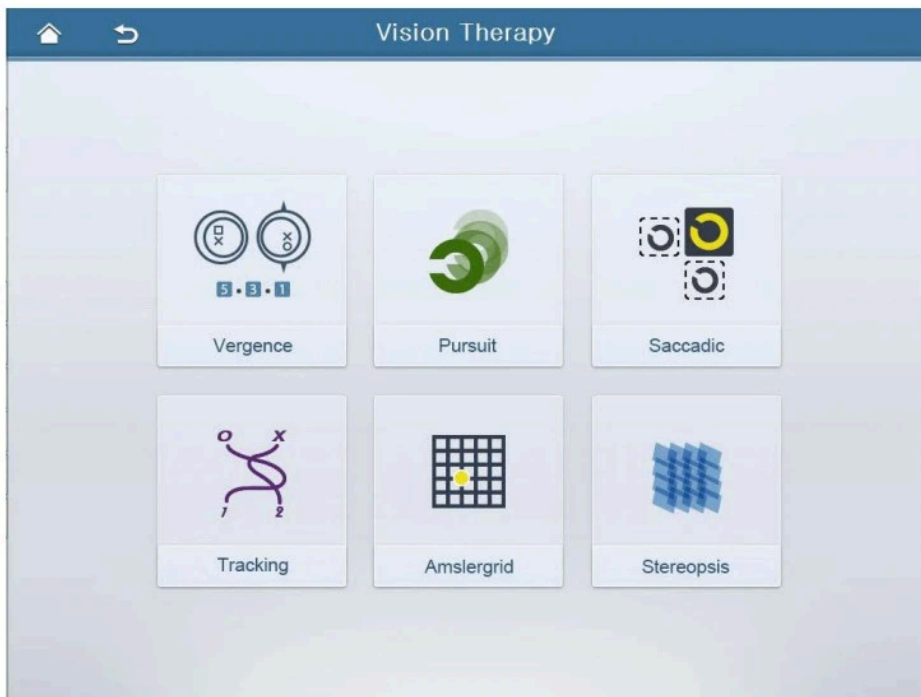 Vision Therapy
5 · 3 · 1
Vergence
Pursuit
Saccadic
O X
1 2
Tracking
Amslergrid
Stereopsis